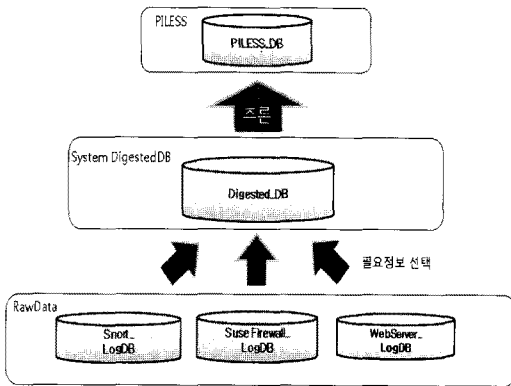 PILESS
PILESS_DB
즈른
System DigestedDB
Digested_DB
필요정보 선택
RawData
Snort_
LogDB
Suse Firewall_
LogDB
WebServer_
LogDB